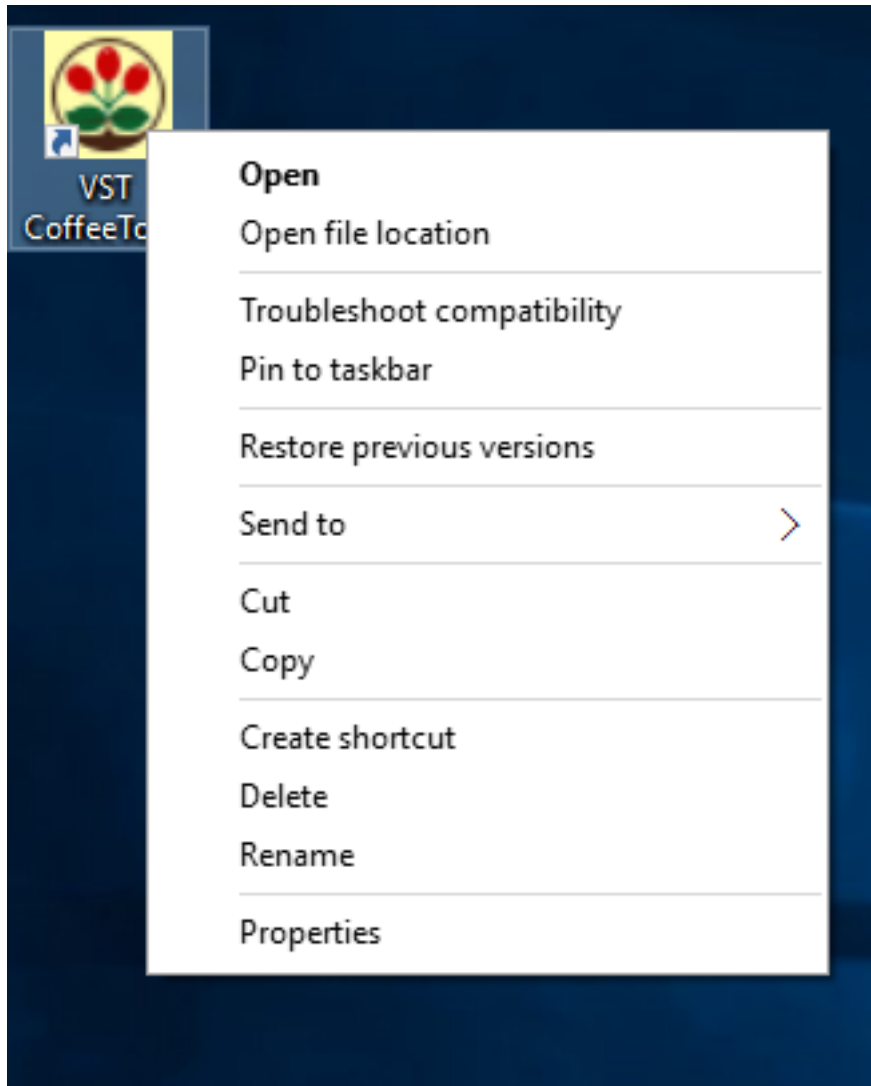 VST
Open
Open file location
Troubleshoot compatibility
Pin to taskbar
Restore previous versions
Send to
Cut
Copy
Create shortcut
Delete
Rename
Properties